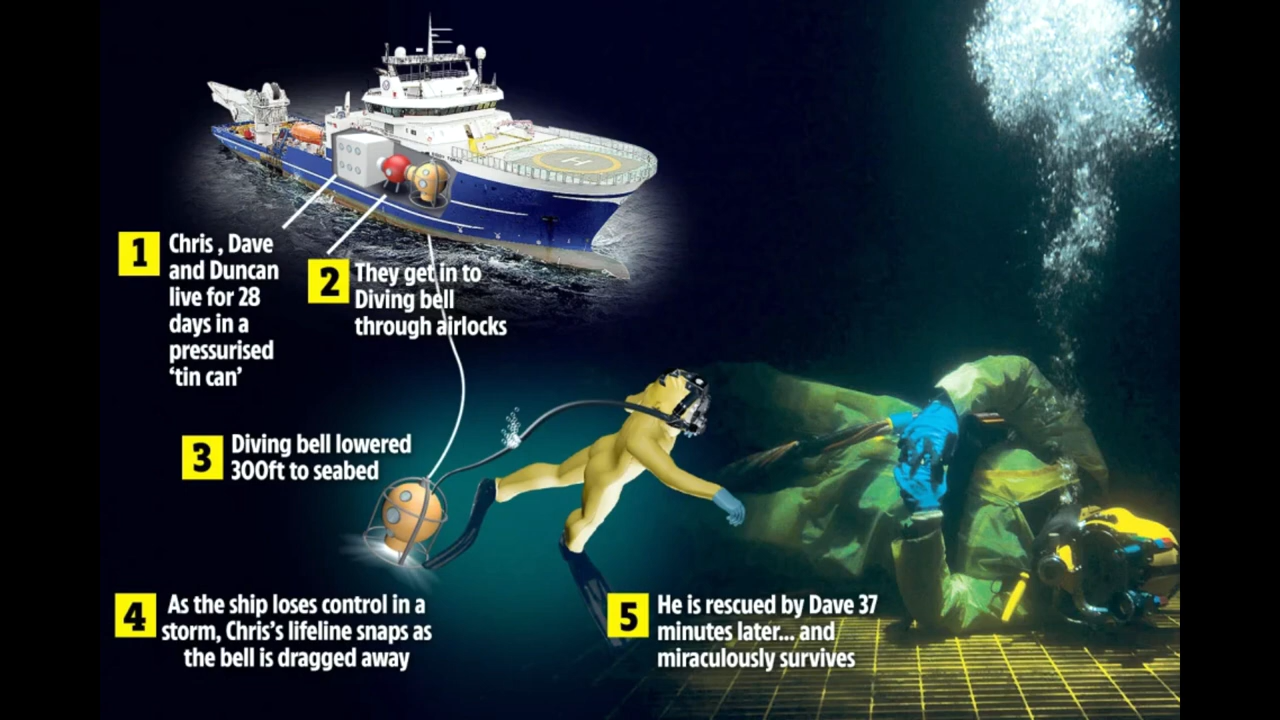 1
Chris , Dave
and Duncan
live for 28
days in a
pressurised
‘tin can’
2
They get in to
Diving bell
through airlocks
3
Diving bell lowered
300ft to seabed
4
As the ship loses control in a
storm, Chris’s lifeline snaps as
the bell is dragged away
5
He is rescued by Dave 37
minutes later... and
miraculously survives
H